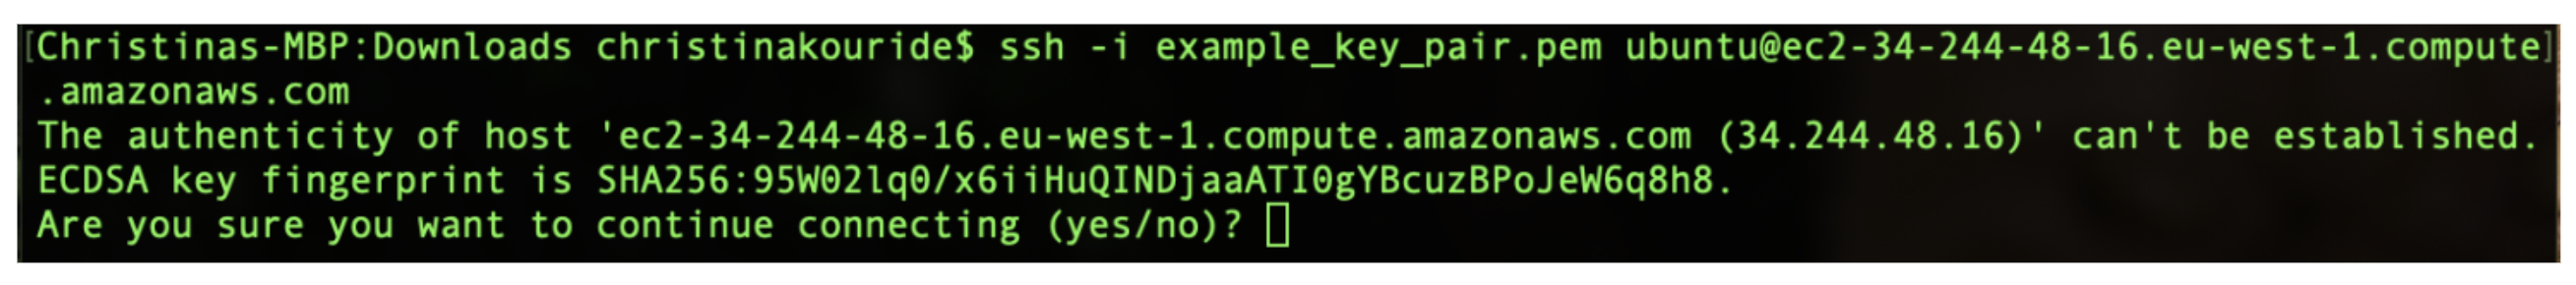 [Christinas-MBP:Downloads christinakouride$ ssh -i example_key_pair.pem ubuntu@ec2-34-244-48-16.eu-west-1.compute]
.amazonaws.com
The authenticity of host 'ec2-34-244-48-16.eu-west-1.compute.amazonaws.com (34.244.48.16)' can't be established.
ECDSA key fingerprint is SHA256:95W02lq0/x6iiHuQINDjaaATI0gYBcuzBPoJeW6q8h8.
Are you sure you want to continue connecting (yes/no)?